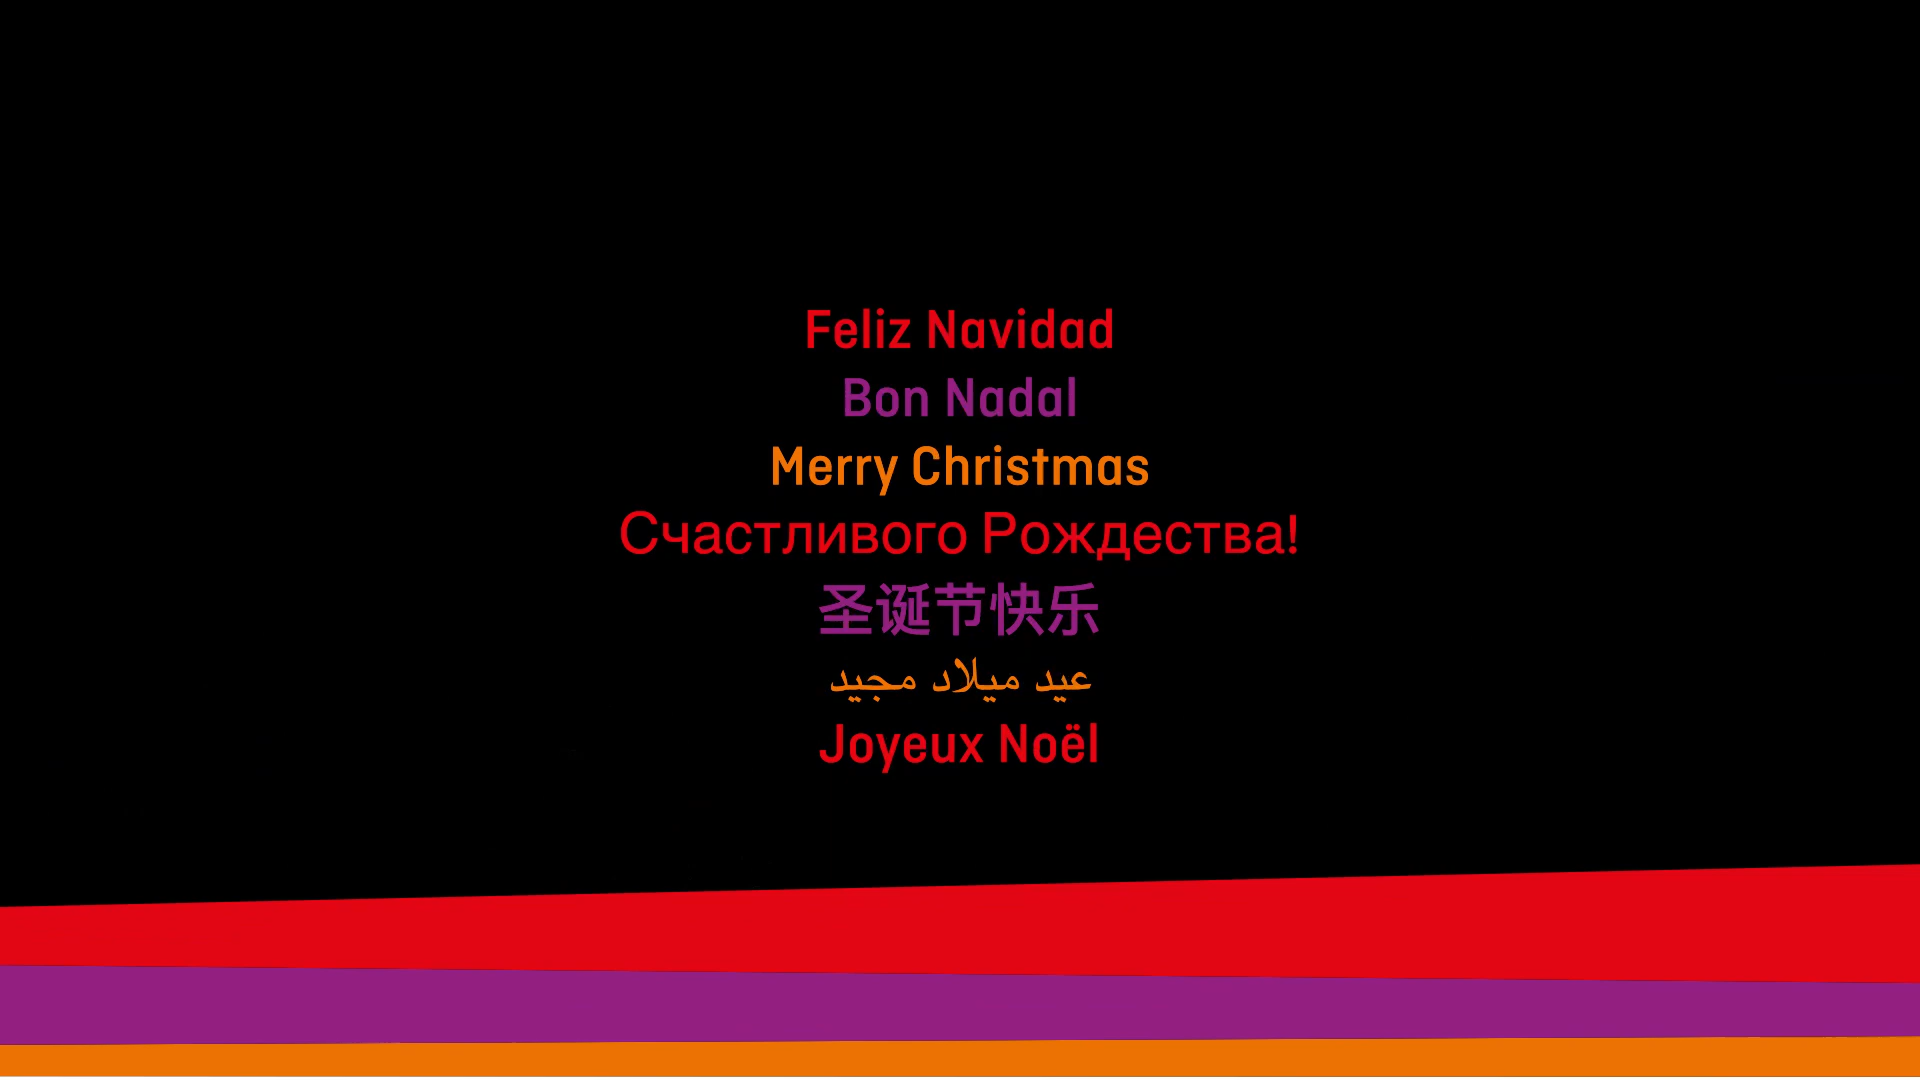 Feliz Navidad
Bon Nadal
Merry Christmas
Счастливого Рождества!
圣诞节快乐
عيد ميلاد مجيد
Joyeux Noël